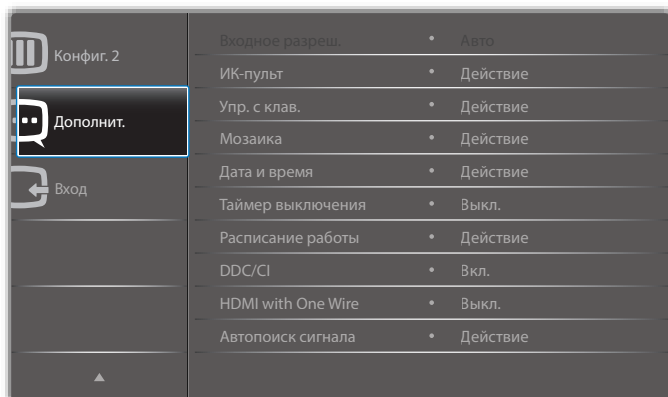 Конфиг. 2
Дополнит.
Вход
Входное разреш. • Авто
ИК-пульт • Действие
Упр. с клав. • Действие
Мозаика • Действие
Дата и время • Действие
Таймер выключения • Выкл.
Расписание работы • Действие
DDC/CI • Вкл.
HDMI with One Wire • Выкл.
Автопоиск сигнала • Действие